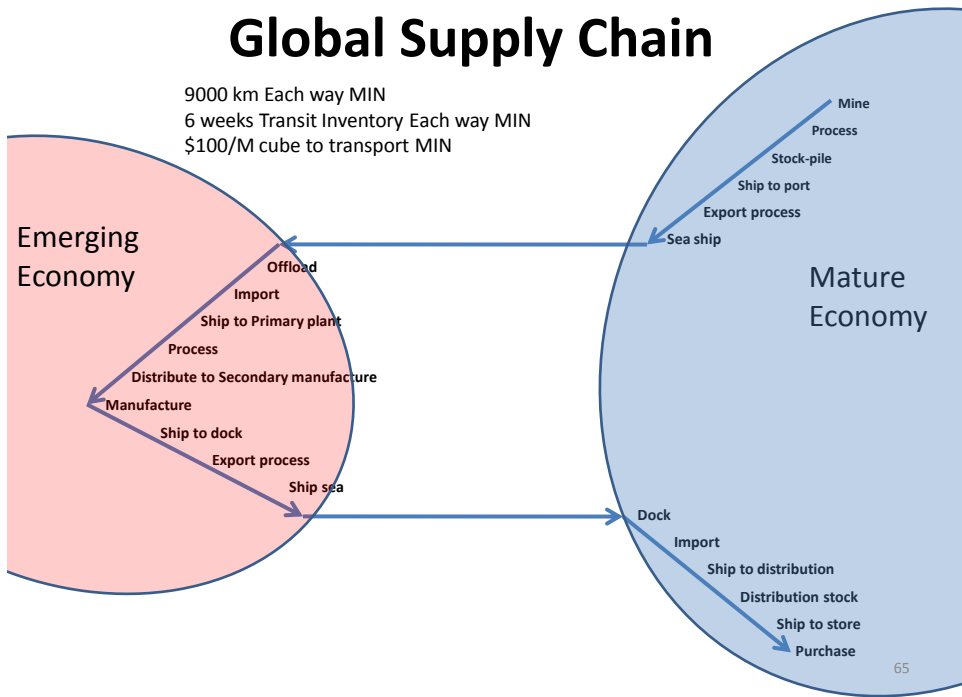 Global Supply Chain
9000 km Each way MIN
6 weeks Transit Inventory Each way MIN
$100/M cube to transport MIN
Mine
Process
Stock-pile
Ship to port
Export process
Sea ship
Emerging
Economy
Mature
Economy
Offload
Import
Ship to Primary plant
Process
Distribute to Secondary manufacture
Manufacture
Ship to dock
Export process
Ship sea
Dock
Import
Ship to distribution
Distribution stock
Ship to store
Purchase
65